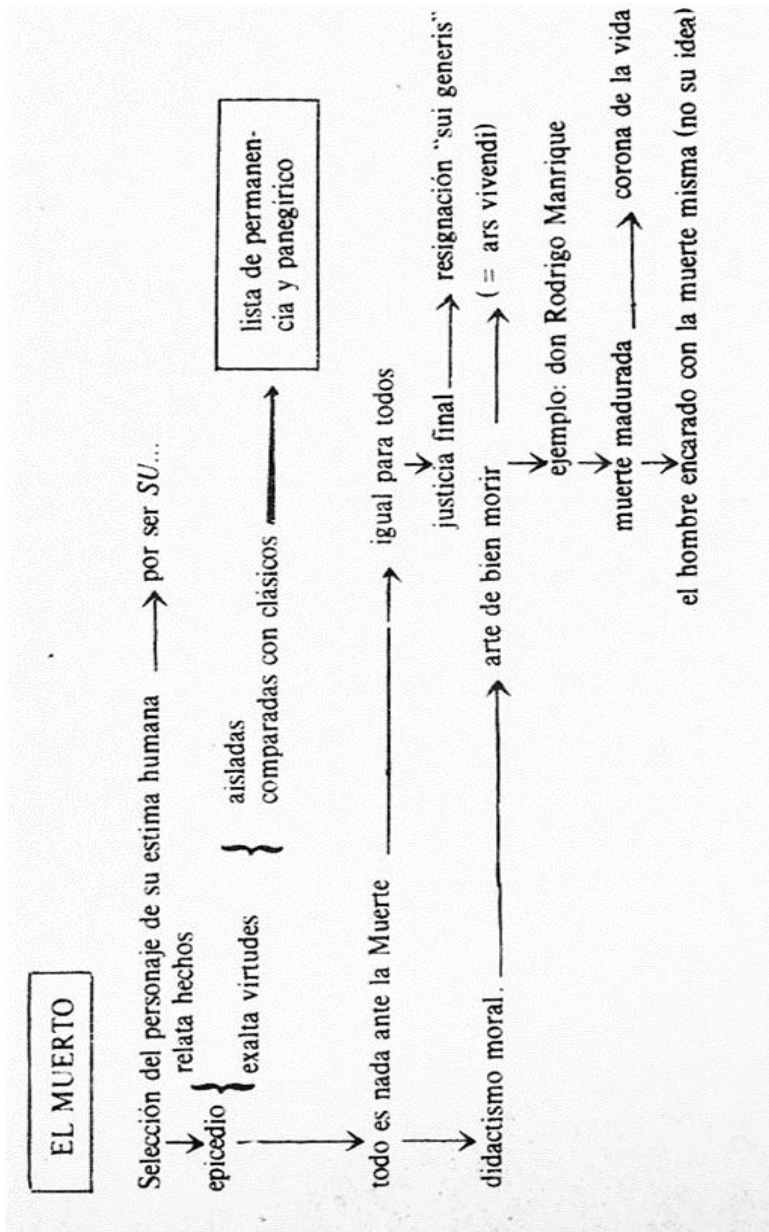 EL MUERTO
Selección del personaje de su estima humana → por ser SU...
epicedio { relata hechos
exalta virtudes { aisladas
comparadas con clásicos → lista de permanen-
cia y panegírico
todo es nada ante la Muerte → igual para todos
justicia final → resignación "sui generis"
didactismo moral. → arte de bien morir → (= ars vivendi)
ejemplo: don Rodrigo Manrique
muerte madurada → corona de la vida
el hombre encarado con la muerte misma (no su idea)